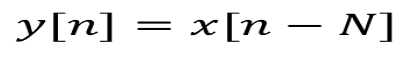 y[n] = x[n − N]